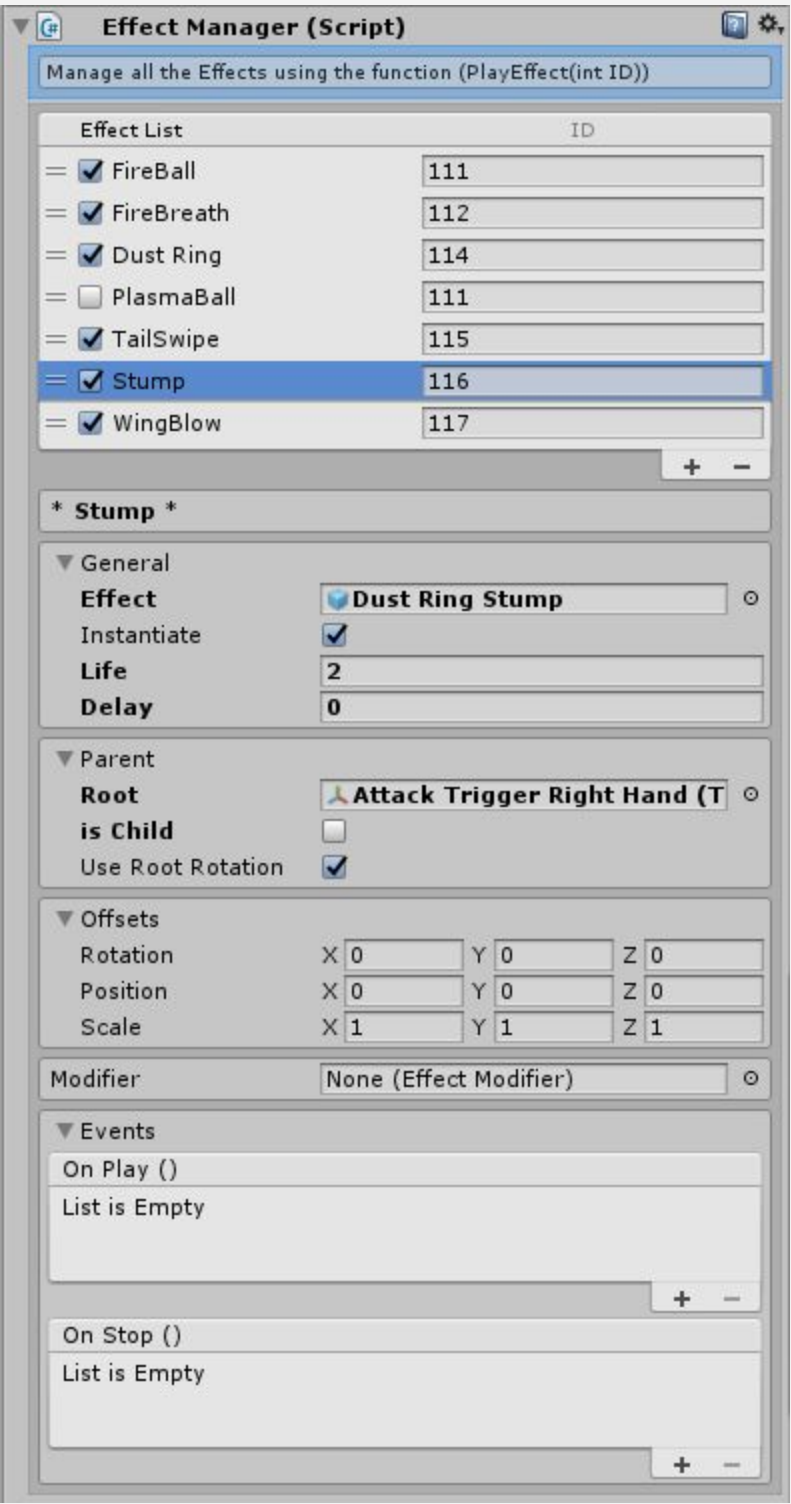 Effect Manager (Script)
Manage all the Effects using the function (PlayEffect(int ID))
Effect List ID
FireBall 111
FireBreath 112
Dust Ring 114
PlasmaBall 111
TailSwipe 115
Stump 116
WingBlow 117
+ −
* Stump *
General
Effect Dust Ring Stump
Instantiate
Life 2
Delay 0
Parent
Root Attack Trigger Right Hand (T
is Child
Use Root Rotation
Offsets
Rotation X 0 Y 0 Z 0
Position X 0 Y 0 Z 0
Scale X 1 Y 1 Z 1
Modifier None (Effect Modifier)
Events
On Play ()
List is Empty
+ −
On Stop ()
List is Empty
+ −